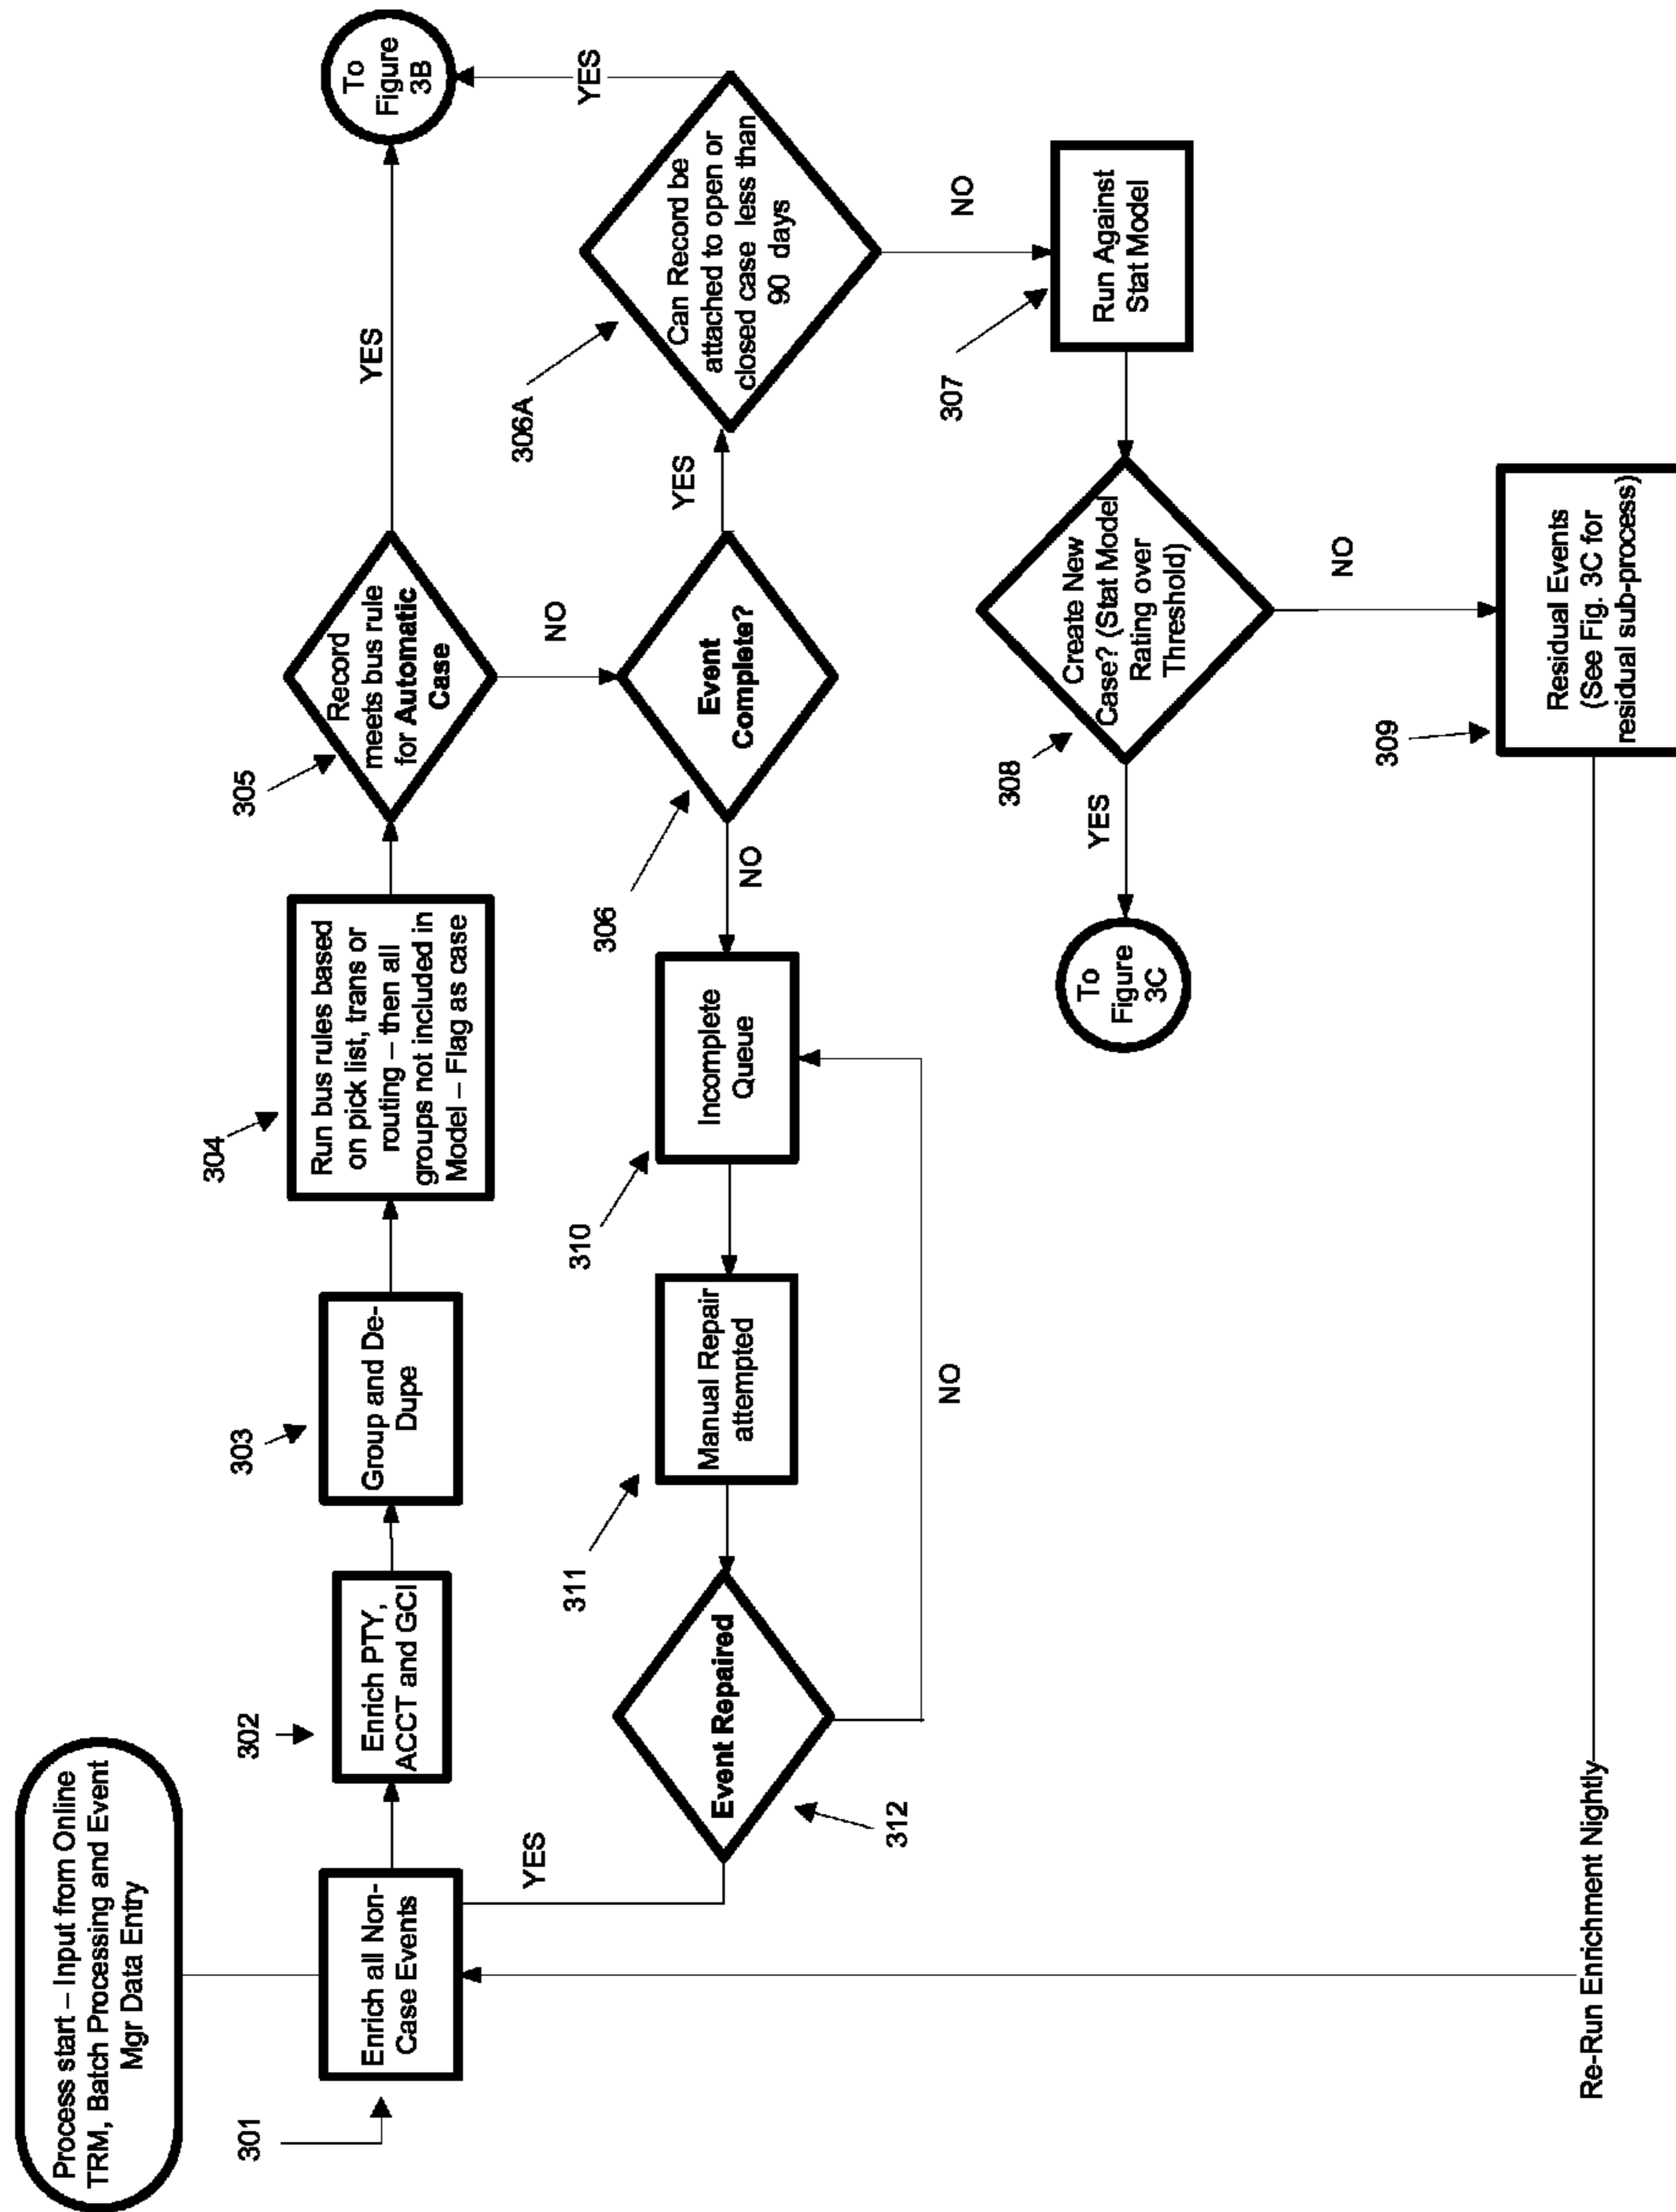 Process start – Input from Online
TRM, Batch Processing and Event
Mgr Data Entry
301
Enrich all Non-
Case Events
302
Enrich PTY,
ACCT and GCI
303
Group and De-
Dupe
304
Run bus rules based
on pick list, trans or
routing – then all
groups not included in
Model – Flag as case
305
Record
meets bus rule
for Automatic
Case
YES
To
Figure
3B
NO
306
Event
Complete?
YES
306A
Can Record be
attached to open or
closed case less than
90 days
YES
NO
NO
310
Incomplete
Queue
311
Manual Repair
attempted
312
Event Repaired
YES
NO
307
Run Against
Stat Model
308
Create New
Case? (Stat Model
Rating over
Threshold)
YES
To
Figure
3C
NO
309
Residual Events
(See Fig. 3C for
residual sub-process)
Re-Run Enrichment Nightly